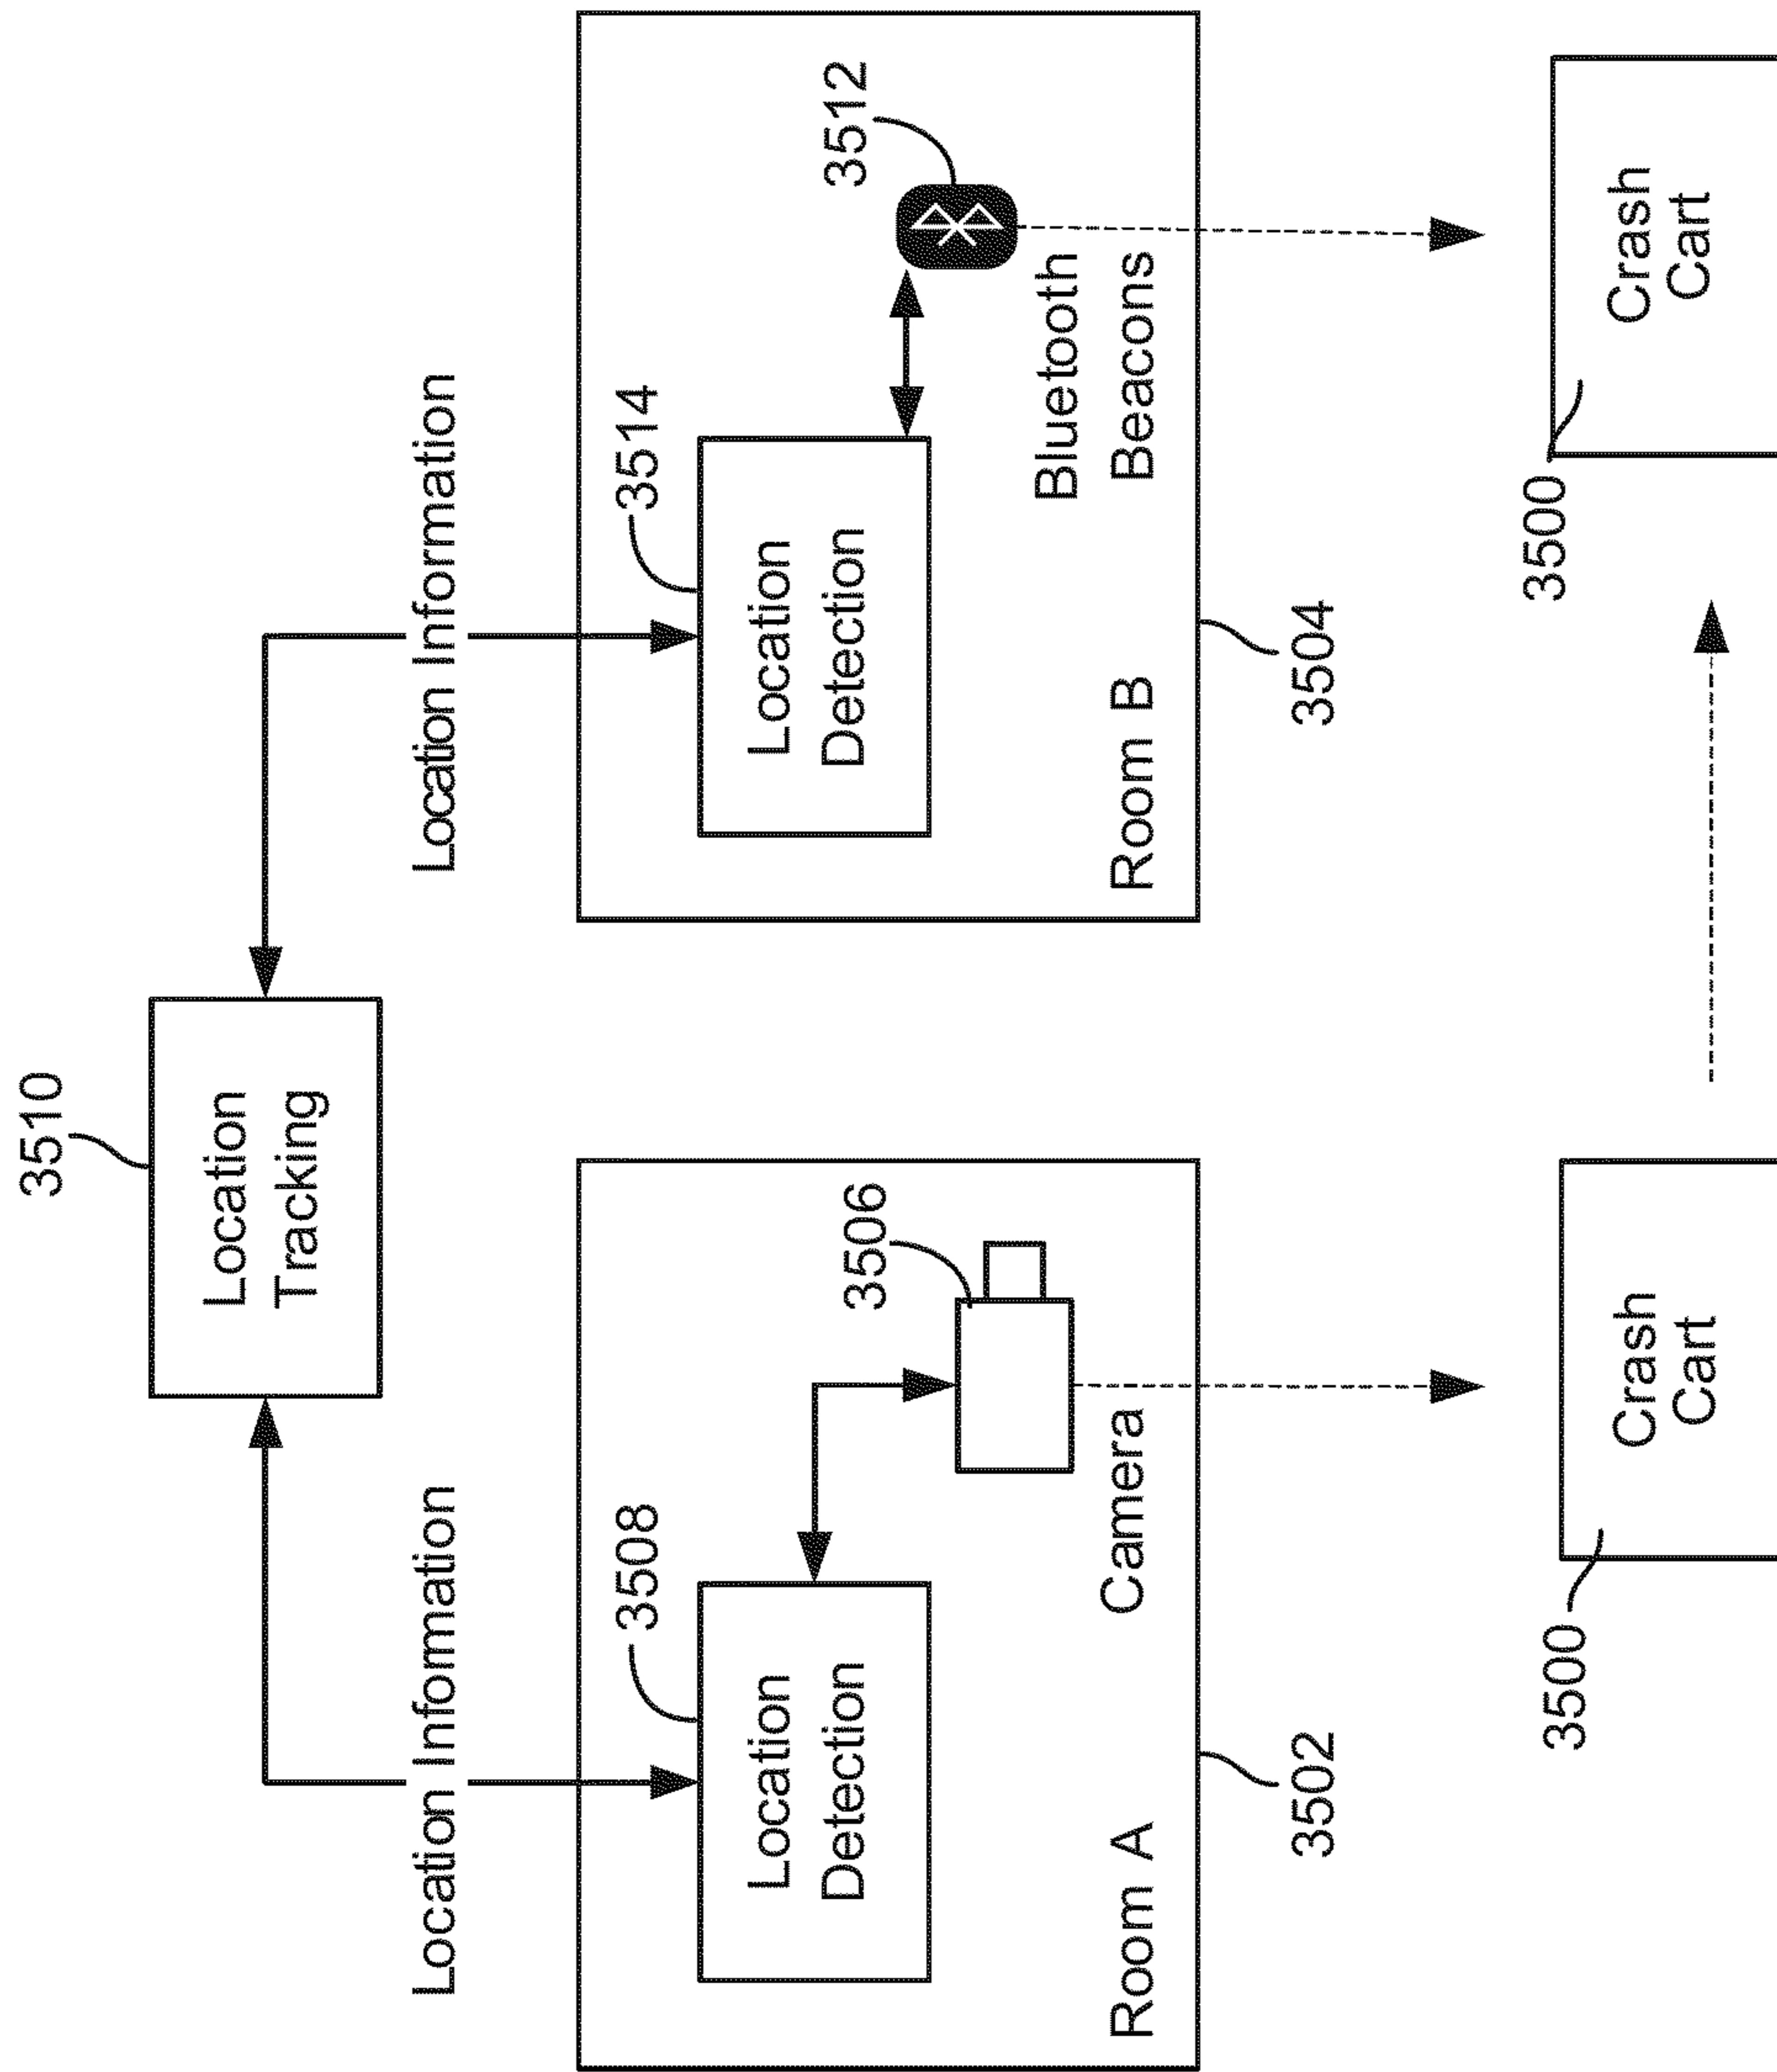 3510
Location
Tracking
Location Information
Location Information
3508
3514
Location
Detection
Location
Detection
3506
3512
Camera
Bluetooth
Beacons
Room A
Room B
3502
3504
3500
3500
Crash
Cart
Crash
Cart